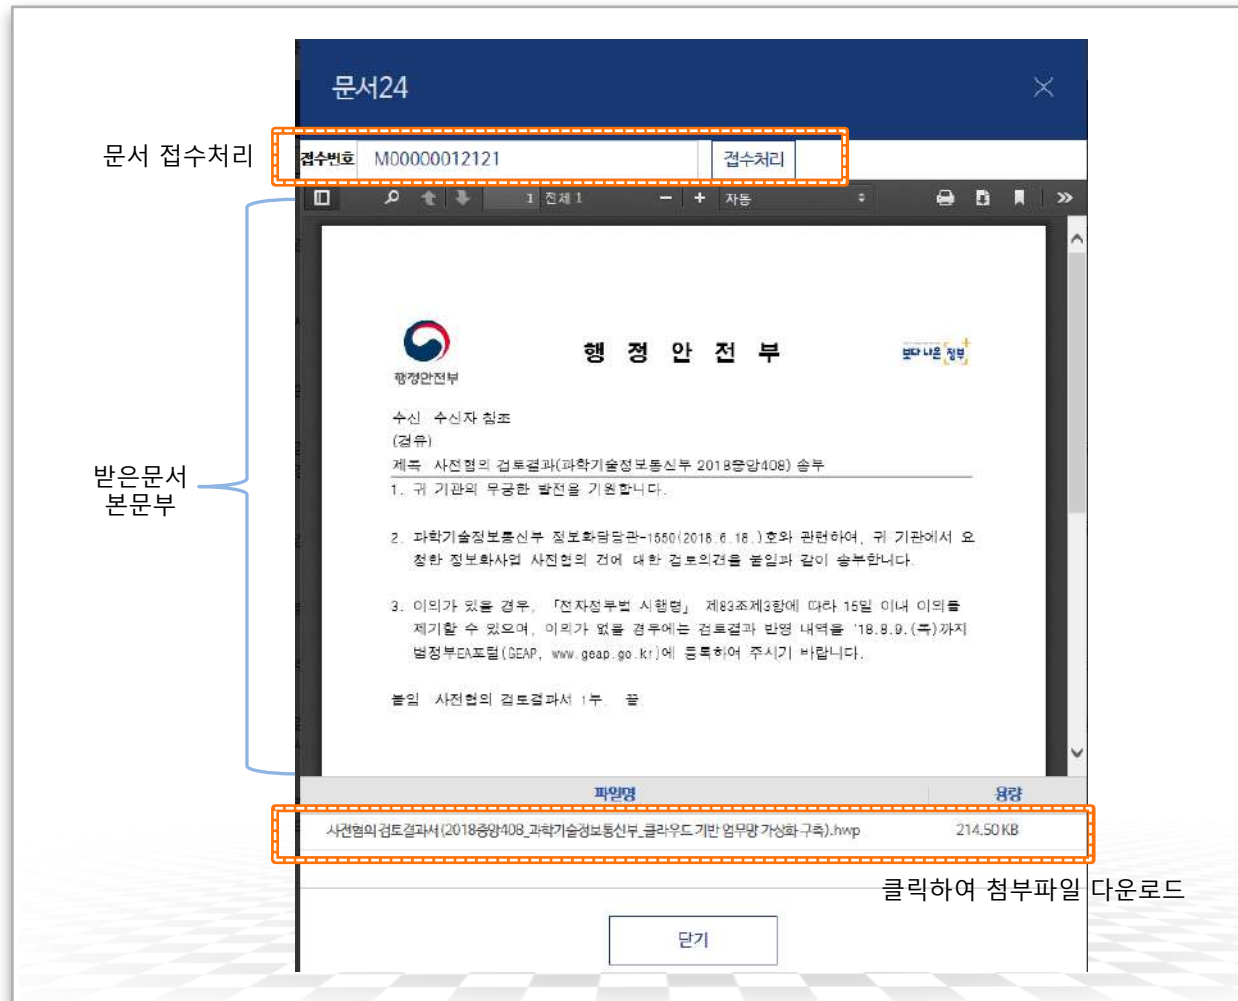 문서24
문서 접수처리
접수번호 M00000012121 접수처리
1 전체 1 자동
행정안전부
행 정 안 전 부
보다 나은 정부
수신 수신자 참조
(경유)
제목 사전협의 검토결과(과학기술정보통신부 2018중앙408) 송부
1. 귀 기관의 무궁한 발전을 기원합니다.
받은문서
본문부
2. 과학기술정보통신부 정보화담당관-1550(2018.6.18.)호와 관련하여, 귀 기관에서 요
청한 정보화사업 사전협의 건에 대한 검토의견을 붙임과 같이 송부합니다.
3. 이의가 있을 경우, 「전자정부법 시행령」 제83조제3항에 따라 15일 이내 이의를
제기할 수 있으며, 이의가 없을 경우에는 검토결과 반영 내역을 '18.8.9.(목)까지
범정부EA포털(GEAP, www.geap.go.kr)에 등록하여 주시기 바랍니다.
붙임 사전협의 검토결과서 1부. 끝.
파일명 용량
사전협의 검토결과서(2018중앙408_과학기술정보통신부_클라우드 기반 업무망 가상화 구축).hwp 214.50 KB
클릭하여 첨부파일 다운로드
닫기